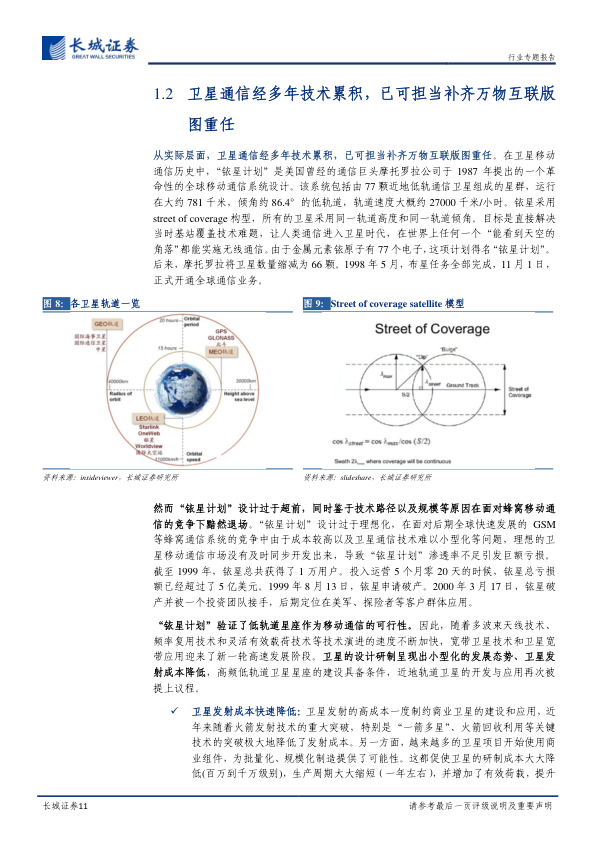 长城证券
GREAT WALL SECURITIES
行业专题报告
1.2 卫星通信经多年技术累积，已可担当补齐万物互联版
图重任
从实际层面，卫星通信经多年技术累积，已可担当补齐万物互联版图重任。在卫星移动
通信历史中，“铱星计划”是美国曾经的通信巨头摩托罗拉公司于 1987 年提出的一个革
命性的全球移动通信系统设计。该系统包括由 77 颗近地低轨通信卫星组成的星群，运行
在大约 781 千米，倾角约 86.4° 的低轨道，轨道速度大概约 27000 千米/小时。铱星采用
street of coverage 构型，所有的卫星采用同一轨道高度和同一轨道倾角。目标是直接解决
当时基站覆盖技术难题，让人类通信进入卫星时代，在世界上任何一个 “能看到天空的
角落”都能实施无线通信。由于金属元素铱原子有 77 个电子，这项计划得名“铱星计划”。
后来，摩托罗拉将卫星数量缩减为 66 颗。1998 年 5 月，布星任务全部完成，11 月 1 日，
正式开通全球通信业务。
图 8：各卫星轨道一览
GEO轨道
国际海事卫星
国际通信卫星
中星
20 hours
Orbital period
15 hours
GPS
GLONASS
北斗
MEO轨道
40000km
Radius of orbit
30000km
Height above sea level
LEO轨道
Starlink
OneWeb
铱星
Worldview
国际太空站
Orbital speed
资料来源：insideviewer，长城证券研究所
图 9：Street of coverage satellite 模型
Street of Coverage
"Bulge"
"Dip"
λmax
λstreet
S/2
Ground Track
Street of Coverage
cos λstreet = cos λmax/cos (S/2)
Swath 2λstreet where coverage will be continuous
资料来源：slideshare，长城证券研究所
然而 “铱星计划” 设计过于超前，同时鉴于技术路径以及规模等原因在面对蜂窝移动通
信的竞争下黯然退场。“铱星计划” 设计过于理想化，在面对后期全球快速发展的 GSM
等蜂窝通信系统的竞争中由于成本较高以及卫星通信技术难以小型化等问题，理想的卫
星移动通信市场没有及时同步开发出来，导致 “铱星计划” 渗透率不足引发巨额亏损。
截至 1999 年，铱星总共获得了 1 万用户。投入运营 5 个月零 20 天的时候，铱星总亏损
额已经超过了 5 亿美元。1999 年 8 月 13 日，铱星申请破产。2000 年 3 月 17 日，铱星破
产并被一个投资团队接手，后期定位在美军、探险者等客户群体应用。
“铱星计划”验证了低轨道星座作为移动通信的可行性。因此，随着多波束天线技术、
频率复用技术和灵活有效载荷技术等技术演进的速度不断加快，宽带卫星技术和卫星宽
带应用迎来了新一轮高速发展阶段。卫星的设计研制呈现出小型化的发展态势、卫星发
射成本降低，高频低轨道卫星星座的建设具备条件，近地轨道卫星的开发与应用再次被
提上议程。
✓ 卫星发射成本快速降低：卫星发射的高成本一度制约商业卫星的建设和应用，近
年来随着火箭发射技术的重大突破，特别是 “一箭多星”、火箭回收利用等关键
技术的突破极大地降低了发射成本。另一方面，越来越多的卫星项目开始使用商
业组件，为批量化、规模化制造提供了可能性。这都促使卫星的研制成本大大降
低(百万到千万级别)，生产周期大大缩短（一年左右），并增加了有效荷载，提升
长城证券11
请参考最后一页评级说明及重要声明